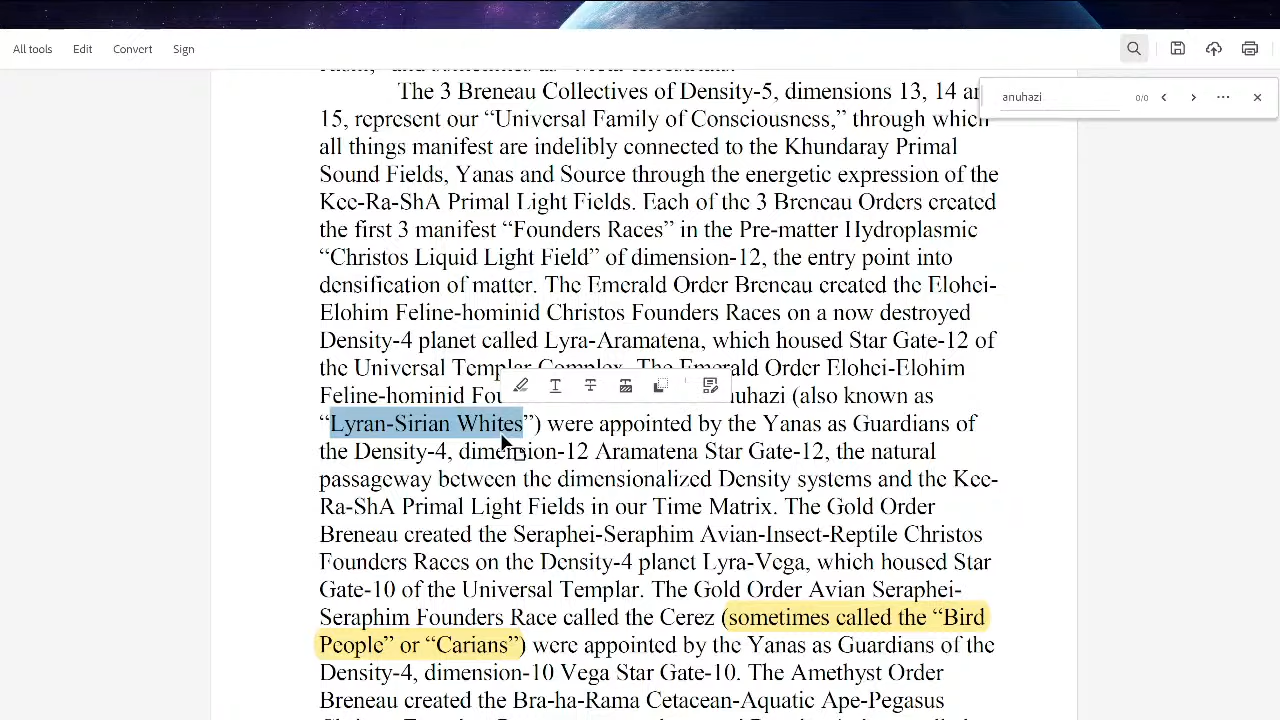 All tools Edit Convert Sign
anuhazi 0/0
The 3 Breneau Collectives of Density-5, dimensions 13, 14
15, represent our “Universal Family of Consciousness,” through which
all things manifest are indelibly connected to the Khundaray Primal
Sound Fields, Yanas and Source through the energetic expression of the
Kee-Ra-ShA Primal Light Fields. Each of the 3 Breneau Orders created
the first 3 manifest “Founders Races” in the Pre-matter Hydroplasmic
“Christos Liquid Light Field” of dimension-12, the entry point into
densification of matter. The Emerald Order Breneau created the Elohei-
Elohim Feline-hominid Christos Founders Races on a now destroyed
Density-4 planet called Lyra-Aramatena, which housed Star Gate-12 of
the Universal Templar Complex. The Emerald Order Elohei-Elohim
Feline-hominid (also known as
“Lyran-Sirian Whites”) were appointed by the Yanas as Guardians of
the Density-4, dimension-12 Aramatena Star Gate-12, the natural
passageway between the dimensionalized Density systems and the Kee-
Ra-ShA Primal Light Fields in our Time Matrix. The Gold Order
Breneau created the Seraphei-Seraphim Avian-Insect-Reptile Christos
Founders Races on the Density-4 planet Lyra-Vega, which housed Star
Gate-10 of the Universal Templar. The Gold Order Avian Seraphei-
Seraphim Founders Race called the Cerez (sometimes called the “Bird
People” or “Carians”) were appointed by the Yanas as Guardians of the
Density-4, dimension-10 Vega Star Gate-10. The Amethyst Order
Breneau created the Bra-ha-Rama Cetacean-Aquatic Ape-Pegasus